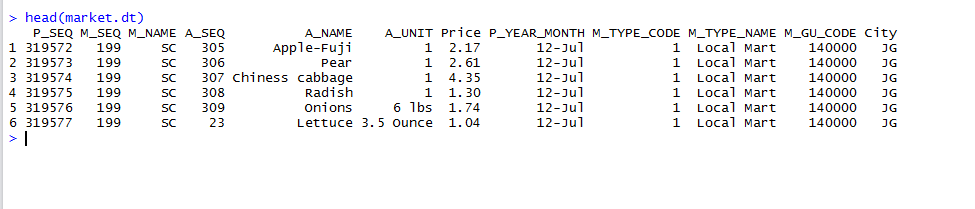 > head(market.dt)
P_SEQ M_SEQ M_NAME A_SEQ A_NAME A_UNIT Price P_YEAR_MONTH M_TYPE_CODE M_TYPE_NAME M_GU_CODE City
1 319572 199 SC 305 Apple-Fuji 1 2.17 12-Jul 1 Local Mart 140000 JG
2 319573 199 SC 306 Pear 1 2.61 12-Jul 1 Local Mart 140000 JG
3 319574 199 SC 307 Chiness cabbage 1 4.35 12-Jul 1 Local Mart 140000 JG
4 319575 199 SC 308 Radish 1 1.30 12-Jul 1 Local Mart 140000 JG
5 319576 199 SC 309 Onions 6 lbs 1.74 12-Jul 1 Local Mart 140000 JG
6 319577 199 SC 23 Lettuce 3.5 Ounce 1.04 12-Jul 1 Local Mart 140000 JG
>